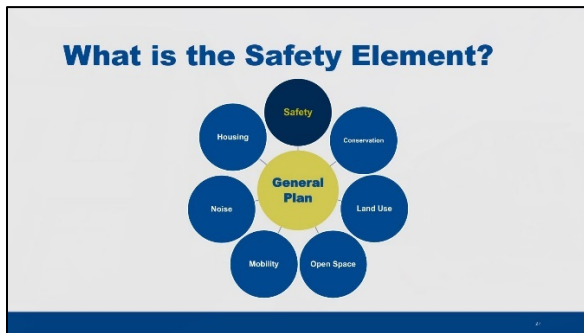 What is the Safety Element?
Safety
Housing
Conservation
General
Plan
Noise
Land Use
Mobility
Open Space